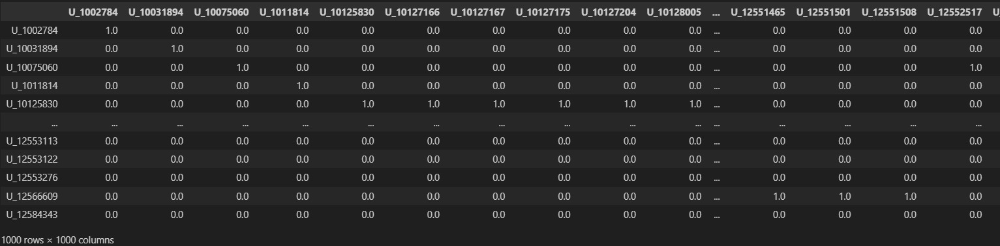 U_1002784 U_10031894 U_10075060 U_1011814 U_10125830 U_10127166 U_10127167 U_10127175 U_10127204 U_10128005 ... U_12551465 U_12551501 U_12551508 U_12552517
U_1002784 1.0 0.0 0.0 0.0 0.0 0.0 0.0 0.0 0.0 0.0 ... 0.0 0.0 0.0 0.0
U_10031894 0.0 1.0 0.0 0.0 0.0 0.0 0.0 0.0 0.0 0.0 ... 0.0 0.0 0.0 0.0
U_10075060 0.0 0.0 1.0 0.0 0.0 0.0 0.0 0.0 0.0 0.0 ... 0.0 0.0 0.0 1.0
U_1011814 0.0 0.0 0.0 1.0 0.0 0.0 0.0 0.0 0.0 0.0 ... 0.0 0.0 0.0 0.0
U_10125830 0.0 0.0 0.0 0.0 1.0 1.0 1.0 1.0 1.0 1.0 ... 0.0 0.0 0.0 0.0
... ... ... ... ... ... ... ... ... ... ... ... ... ... ... ...
U_12553113 0.0 0.0 0.0 0.0 0.0 0.0 0.0 0.0 0.0 0.0 ... 0.0 0.0 0.0 0.0
U_12553122 0.0 0.0 0.0 0.0 0.0 0.0 0.0 0.0 0.0 0.0 ... 0.0 0.0 0.0 0.0
U_12553276 0.0 0.0 0.0 0.0 0.0 0.0 0.0 0.0 0.0 0.0 ... 0.0 0.0 0.0 0.0
U_12566609 0.0 0.0 0.0 0.0 0.0 0.0 0.0 0.0 0.0 0.0 ... 1.0 1.0 1.0 0.0
U_12584343 0.0 0.0 0.0 0.0 0.0 0.0 0.0 0.0 0.0 0.0 ... 0.0 0.0 0.0 0.0
1000 rows × 1000 columns